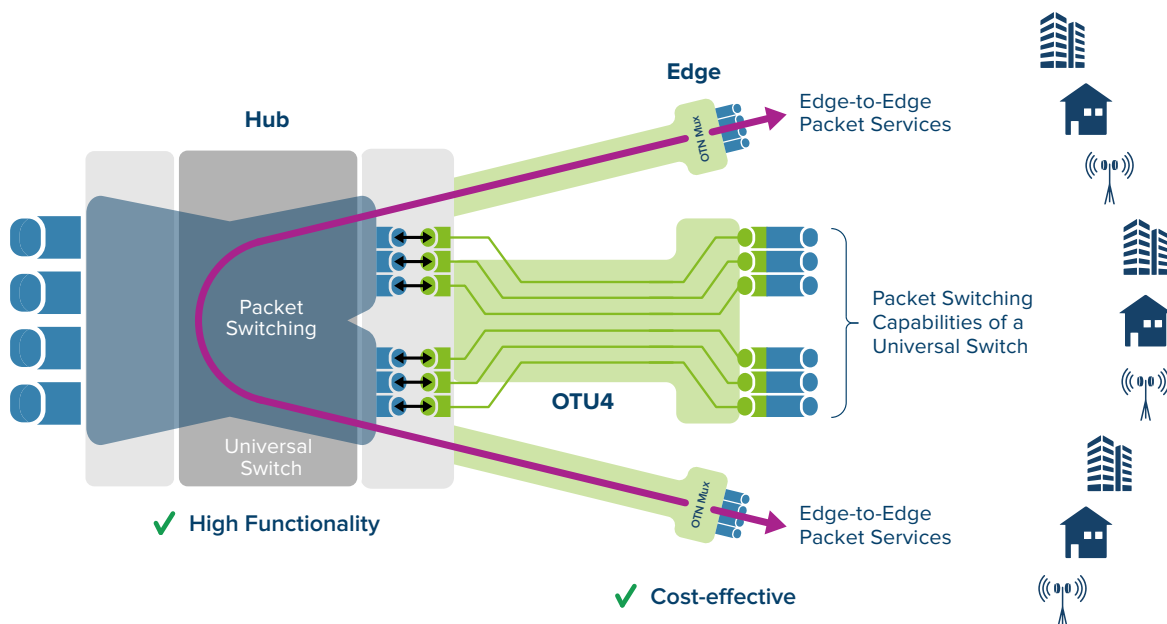 Edge
Hub
OTN Mux
Edge-to-Edge
Packet Services
Packet
Switching
Packet Switching
Capabilities of a
Universal Switch
OTU4
Universal
Switch
OTN Mux
High Functionality
Edge-to-Edge
Packet Services
Cost-effective